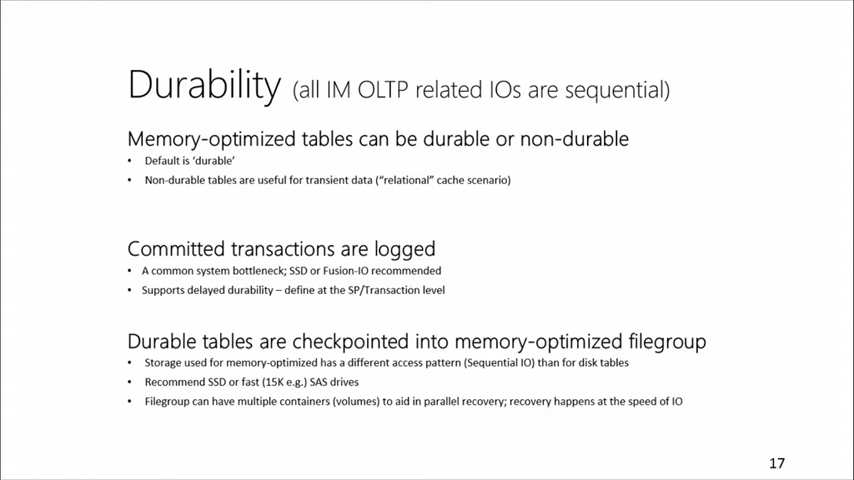 Durability (all IM OLTP related IOs are sequential)
Memory-optimized tables can be durable or non-durable
• Default is ‘durable’
• Non-durable tables are useful for transient data (“relational” cache scenario)
Committed transactions are logged
• A common system bottleneck; SSD or Fusion-IO recommended
• Supports delayed durability – define at the SP/Transaction level
Durable tables are checkpointed into memory-optimized filegroup
• Storage used for memory-optimized has a different access pattern (Sequential IO) than for disk tables
• Recommend SSD or fast (15K e.g.) SAS drives
• Filegroup can have multiple containers (volumes) to aid in parallel recovery; recovery happens at the speed of IO
17